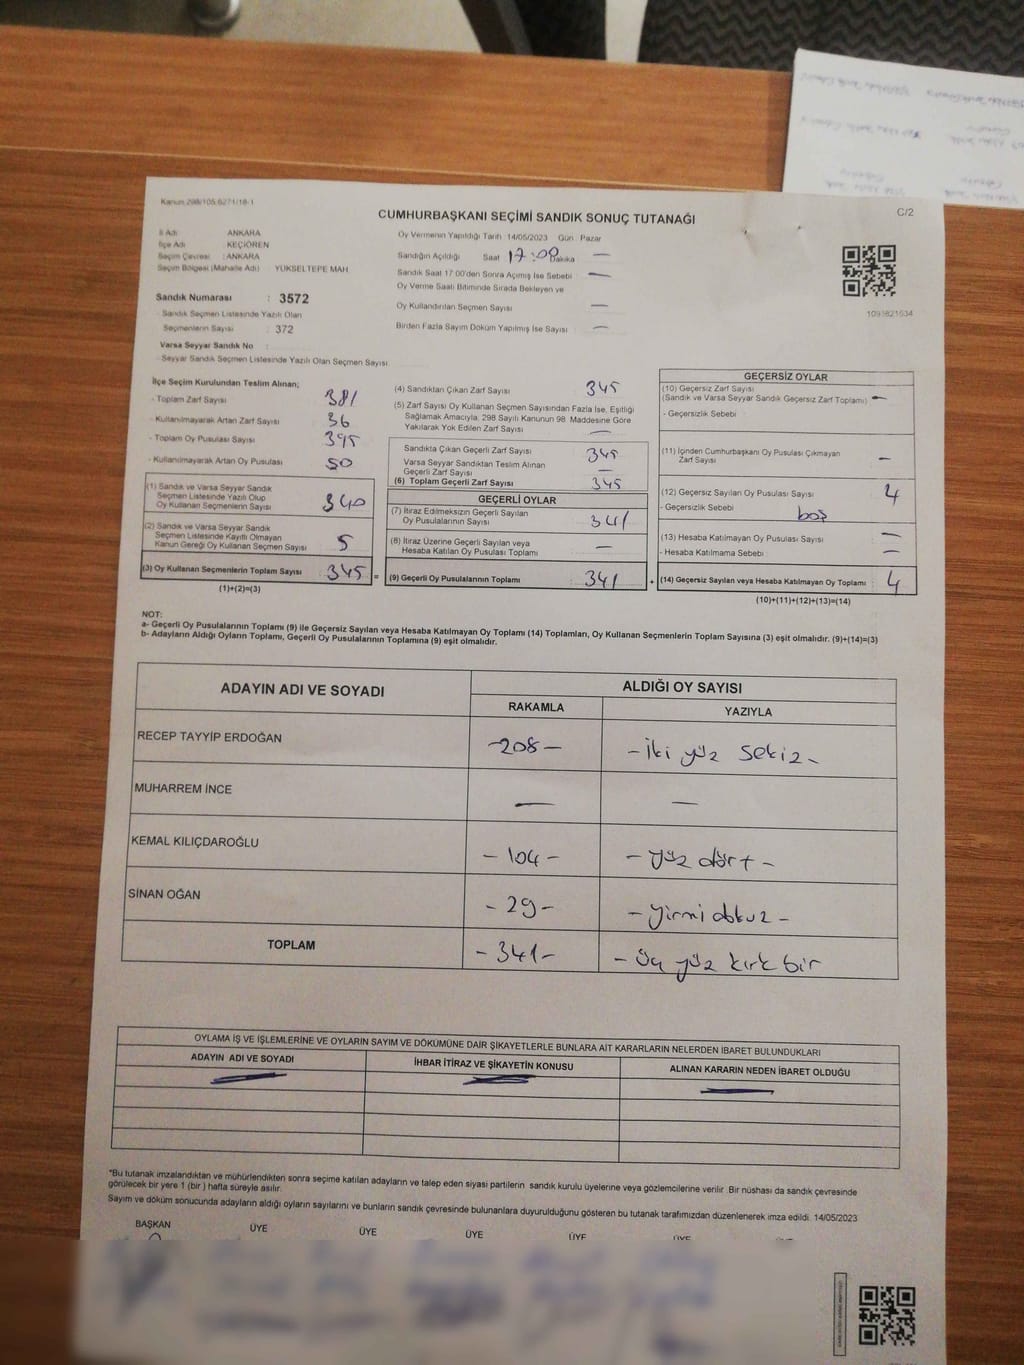 Kanun 298/105,6271/18-1
CUMHURBAŞKANI SEÇİMİ SANDIK SONUÇ TUTANAĞI
C/2
İl Adı ANKARA
İlçe Adı KEÇİÖREN
Seçim Çevresi : ANKARA
Seçim Bölgesi (Mahalle Adı) YÜKSELTEPE MAH.
Sandık Numarası : 3572
Sandık Seçmen Listesinde Yazılı Olan
Seçmenlerin Sayısı : 372
Varsa Seyyar Sandık No :
Seyyar Sandık Seçmen Listesinde Yazılı Olan Seçmen Sayısı
Oy Vermenin Yapıldığı Tarih 14/05/2023 Gün Pazar
Sandığın Açıldığı Saat 17:00 Dakika —
Sandık Saat 17:00'den Sonra Açılmış İse Sebebi —
Oy Verme Saati Bitiminde Sırada Bekleyen ve
Oy Kullandırılan Seçmen Sayısı —
Birden Fazla Sayım Döküm Yapılmış İse Sayısı —
1091821534
İlçe Seçim Kurulundan Teslim Alınan;
- Toplam Zarf Sayısı 381
- Kullanılmayarak Artan Zarf Sayısı 36
- Toplam Oy Pusulası Sayısı 395
- Kullanılmayarak Artan Oy Pusulası 50
(1) Sandık ve Varsa Seyyar Sandık
Seçmen Listesinde Yazılı Olup
Oy Kullanan Seçmenlerin Sayısı 340
(2) Sandık ve Varsa Seyyar Sandık
Seçmen Listesinde Kayıtlı Olmayan
Kanun Gereği Oy Kullanan Seçmen Sayısı 5
(3) Oy Kullanan Seçmenlerin Toplam Sayısı : 345 =
(1)+(2)=(3)
(4) Sandıktan Çıkan Zarf Sayısı 345
(5) Zarf Sayısı Oy Kullanan Seçmen Sayısından Fazla İse, Eşitliği
Sağlamak Amacıyla, 298 Sayılı Kanunun 98. Maddesine Göre
Yakılarak Yok Edilen Zarf Sayısı —
Sandıkta Çıkan Geçerli Zarf Sayısı 345
Varsa Seyyar Sandıktan Teslim Alınan
Geçerli Zarf Sayısı —
(6) Toplam Geçerli Zarf Sayısı 345
GEÇERLİ OYLAR
(7) İtiraz Edilmeksizin Geçerli Sayılan
Oy Pusulalarının Sayısı 341
(8) İtiraz Üzerine Geçerli Sayılan veya
Hesaba Katılan Oy Pusulası Toplamı —
(9) Geçerli Oy Pusulalarının Toplamı : 341 +
GEÇERSİZ OYLAR
(10) Geçersiz Zarf Sayısı
(Sandık ve Varsa Seyyar Sandık Geçersiz Zarf Toplamı) —
- Geçersizlik Sebebi
(11) İçinden Cumhurbaşkanı Oy Pusulası Çıkmayan
Zarf Sayısı —
(12) Geçersiz Sayılan Oy Pusulası Sayısı 4
- Geçersizlik Sebebi boş
(13) Hesaba Katılmayan Oy Pusulası Sayısı —
- Hesaba Katılmama Sebebi —
(14) Geçersiz Sayılan veya Hesaba Katılmayan Oy Toplamı : 4
(10)+(11)+(12)+(13)=(14)
NOT:
a- Geçerli Oy Pusulalarının Toplamı (9) ile Geçersiz Sayılan veya Hesaba Katılmayan Oy Toplamı (14) Toplamları, Oy Kullanan Seçmenlerin Toplam Sayısına (3) eşit olmalıdır. (9)+(14)=(3)
b- Adayların Aldığı Oyların Toplamı, Geçerli Oy Pusulalarının Toplamına (9) eşit olmalıdır.
ADAYIN ADI VE SOYADI ALDIĞI OY SAYISI
RAKAMLA YAZIYLA
RECEP TAYYİP ERDOĞAN -208- -iki yüz sekiz-
MUHARREM İNCE — —
KEMAL KILIÇDAROĞLU -104- -yüz dört-
SİNAN OĞAN -29- -yirmi dokuz-
TOPLAM -341- -üç yüz kırk bir
OYLAMA İŞ VE İŞLEMLERİNE VE OYLARIN SAYIM VE DÖKÜMÜNE DAİR ŞİKAYETLERLE BUNLARA AİT KARARLARIN NELERDEN İBARET BULUNDUKLARI
ADAYIN ADI VE SOYADI İHBAR İTİRAZ VE ŞİKAYETİN KONUSU ALINAN KARARIN NEDEN İBARET OLDUĞU
*Bu tutanak imzalandıktan ve mühürlendikten sonra seçime katılan adayların ve talep eden siyasi partilerin sandık kurulu üyelerine veya gözlemcilerine verilir. Bir nüshası da sandık çevresinde
görülecek bir yere 1 (bir) hafta süreyle asılır.
Sayım ve döküm sonucunda adayların aldığı oyların sayılarını ve bunların sandık çevresinde bulunanlara duyurulduğunu gösteren bu tutanak tarafımızdan düzenlenerek imza edildi. 14/05/2023
BAŞKAN ÜYE ÜYE ÜYE ÜYE ÜYE